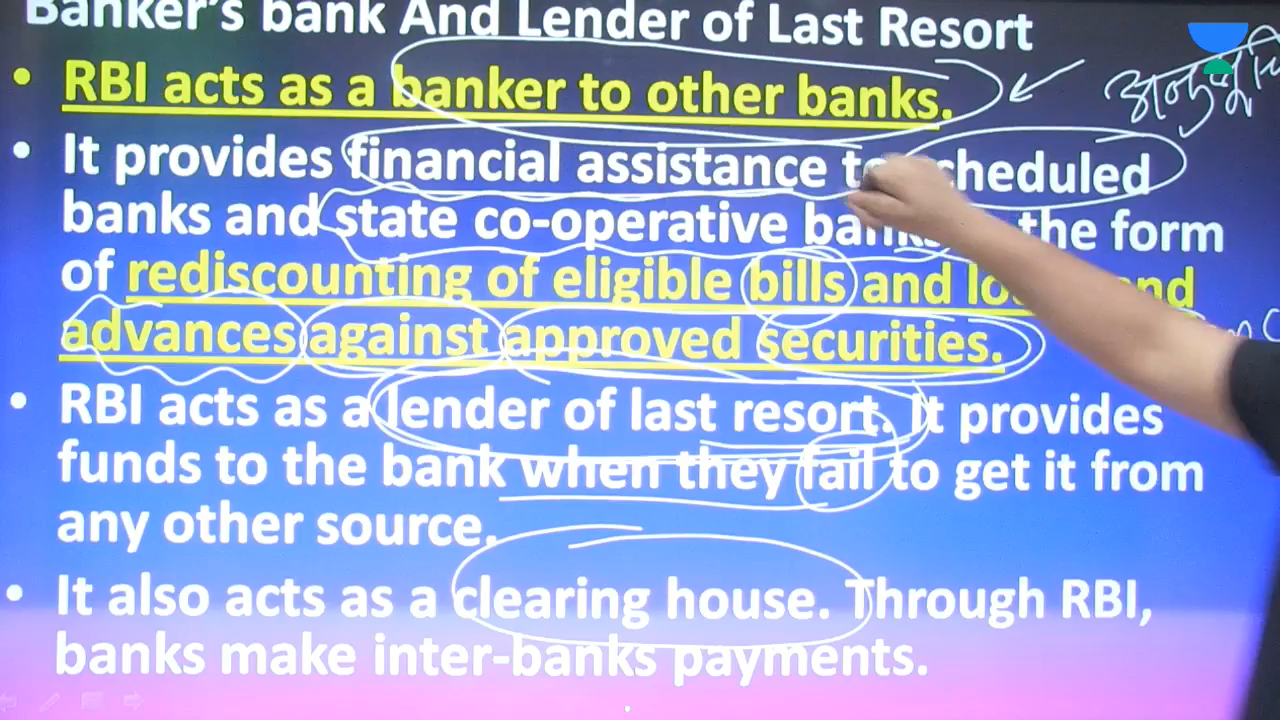 Banker's bank And Lender of Last Resort
• RBI acts as a banker to other banks.
• It provides financial assistance to scheduled
banks and state co-operative banks the form
of rediscounting of eligible bills and and
advances against approved securities.
• RBI acts as a lender of last resort. It provides
funds to the bank when they fail to get it from
any other source.
• It also acts as a clearing house. Through RBI,
banks make inter-banks payments.